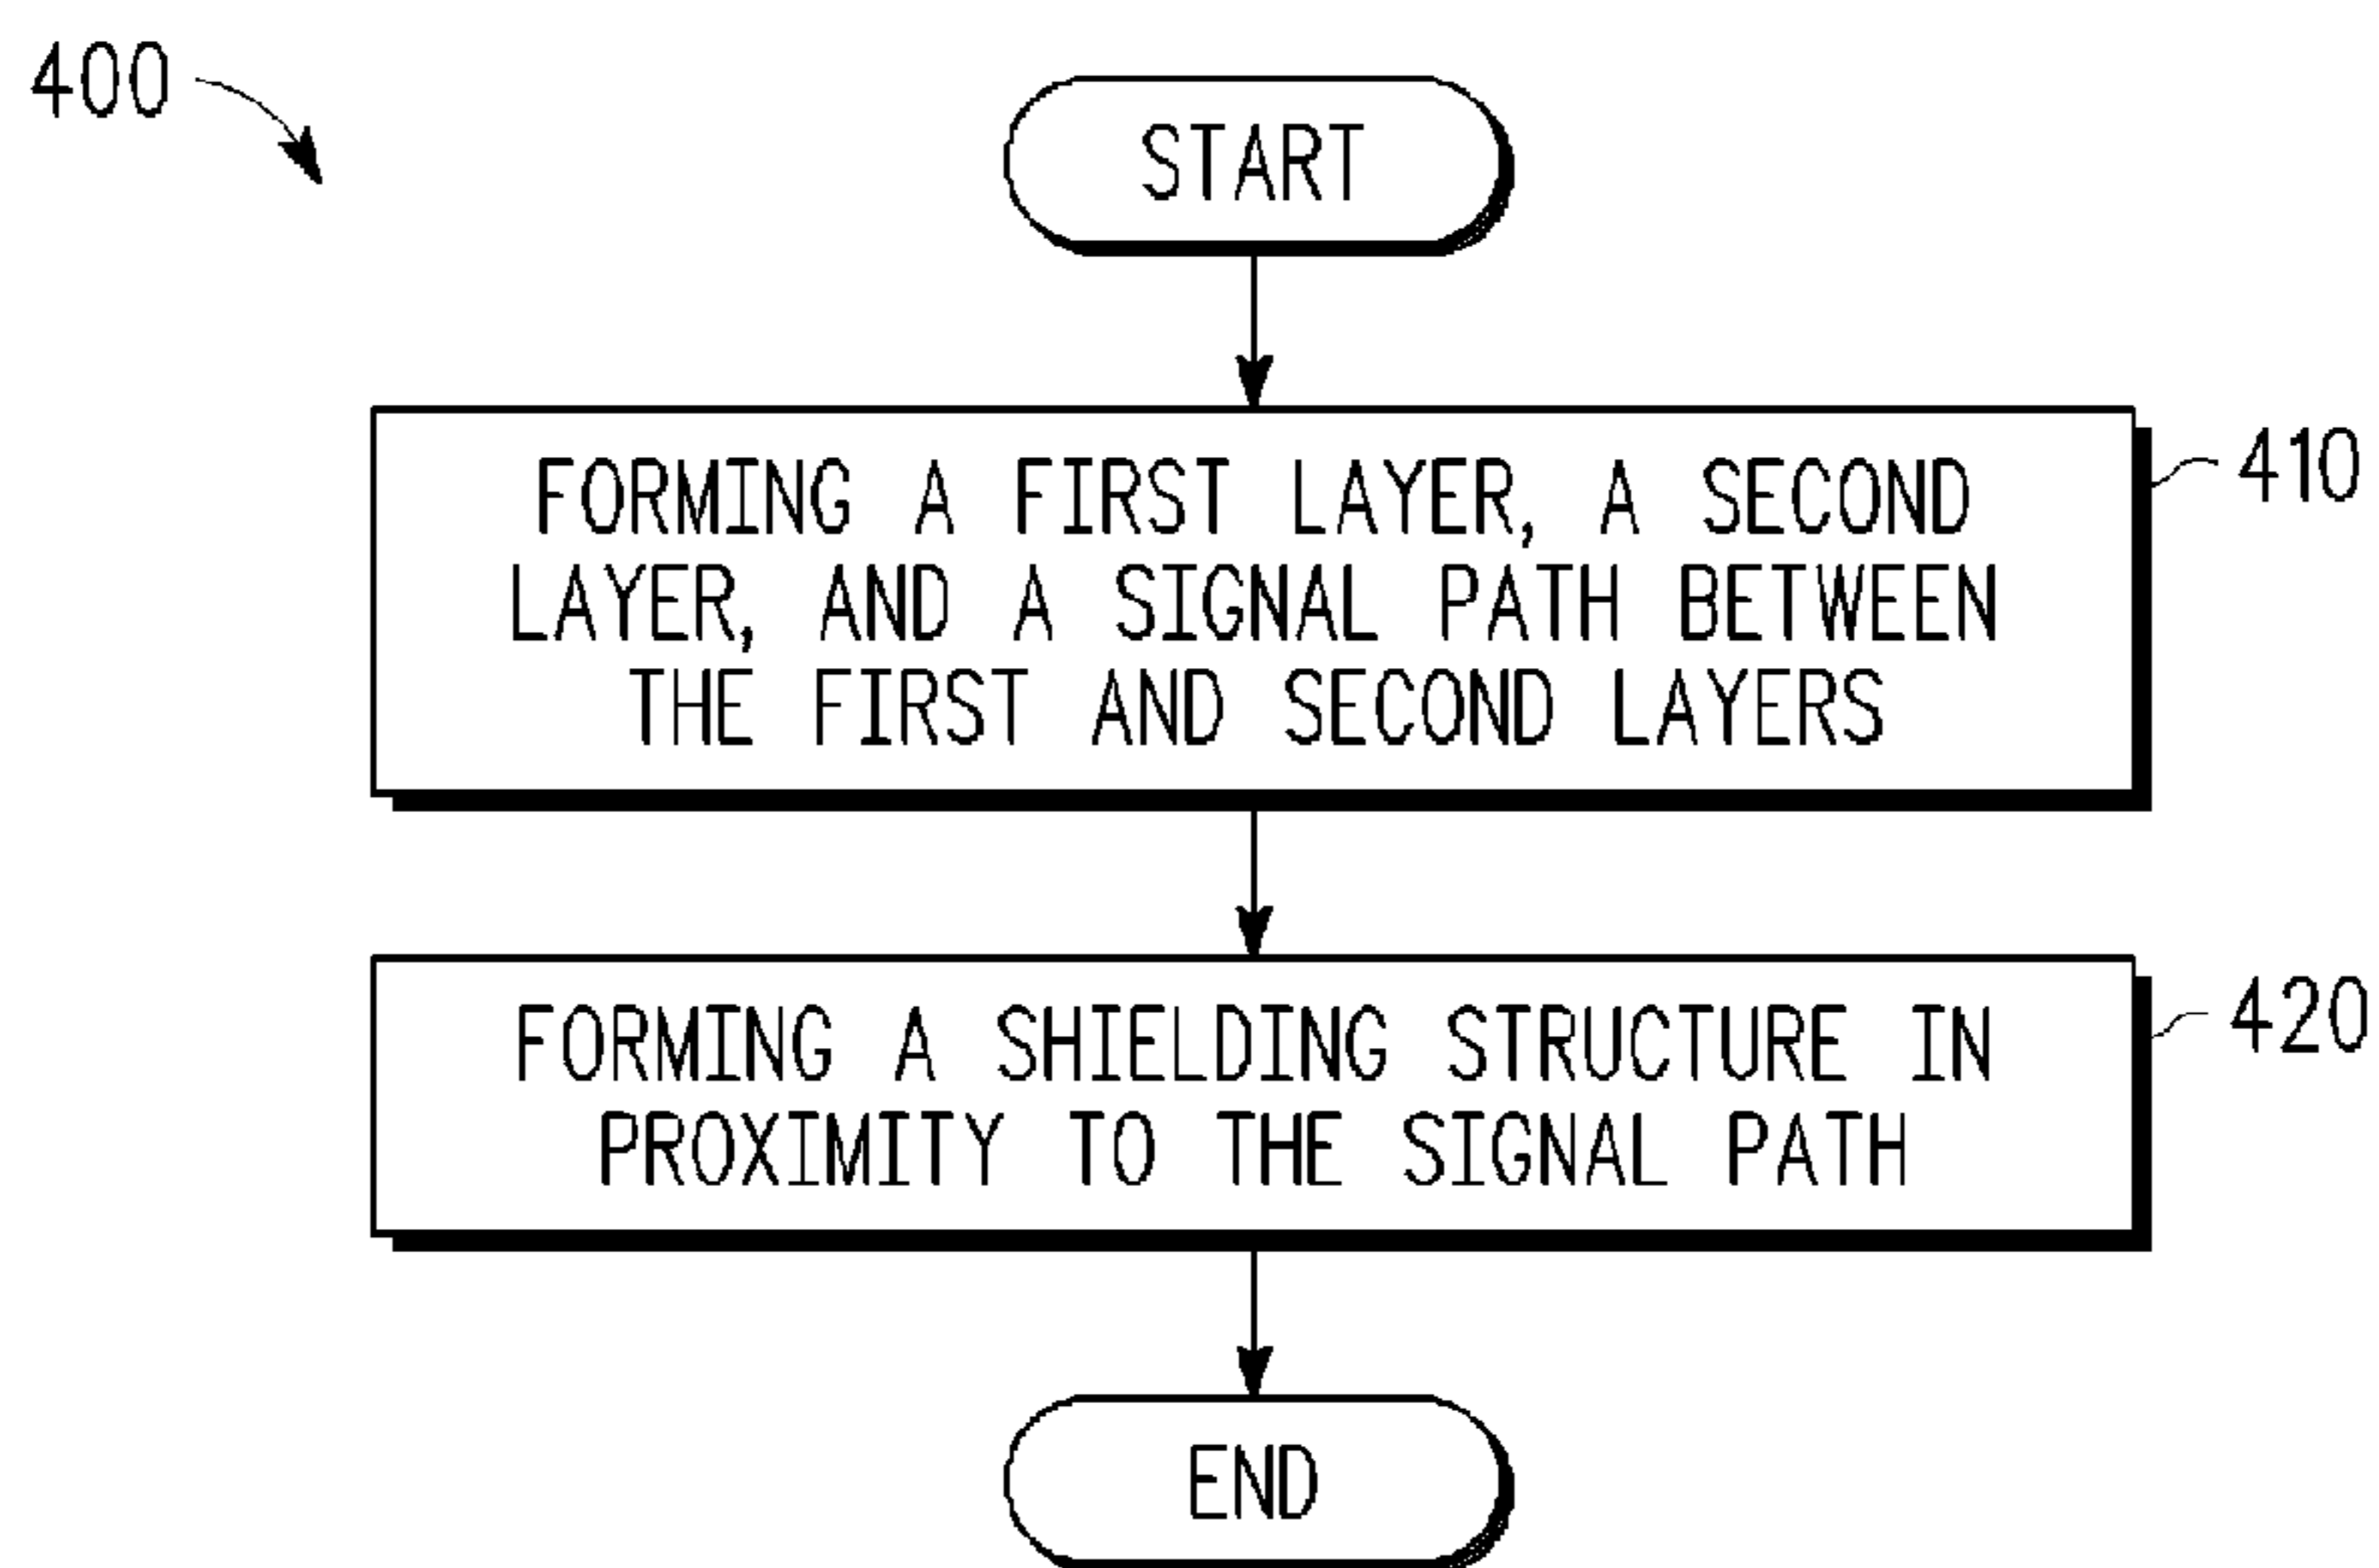 400
START
FORMING A FIRST LAYER, A SECOND
LAYER, AND A SIGNAL PATH BETWEEN
THE FIRST AND SECOND LAYERS
410
FORMING A SHIELDING STRUCTURE IN
PROXIMITY TO THE SIGNAL PATH
420
END